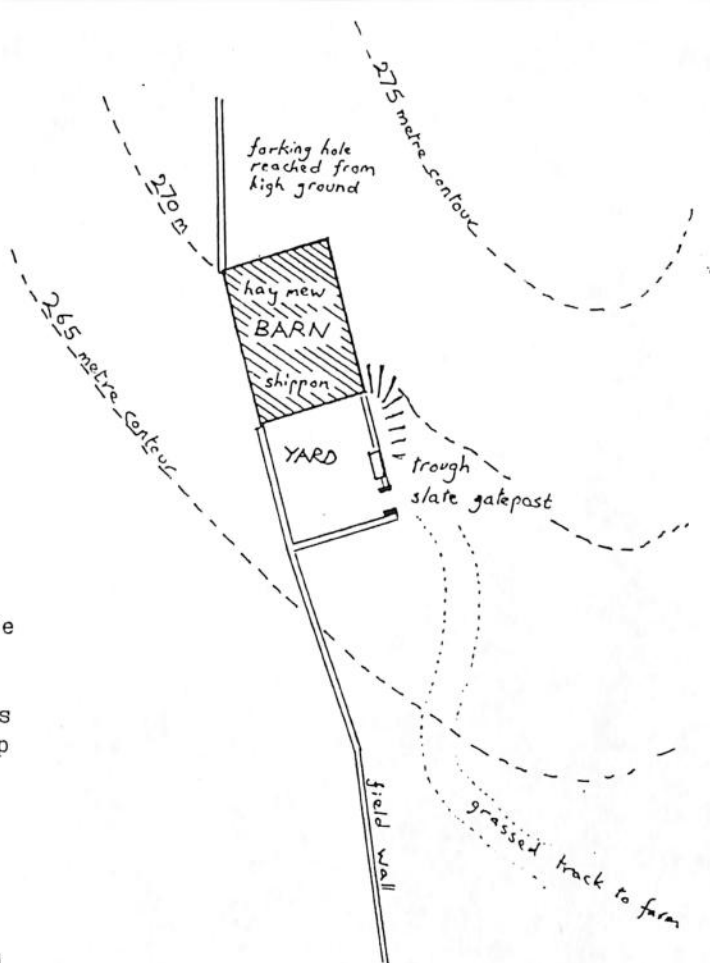 275 metre contour
forking hole
reached from
high ground
270 m
hay mew
BARN
shippon
265 metre contour
YARD
trough
slate gatepost
e
s
p
field wall
grassed track to farm